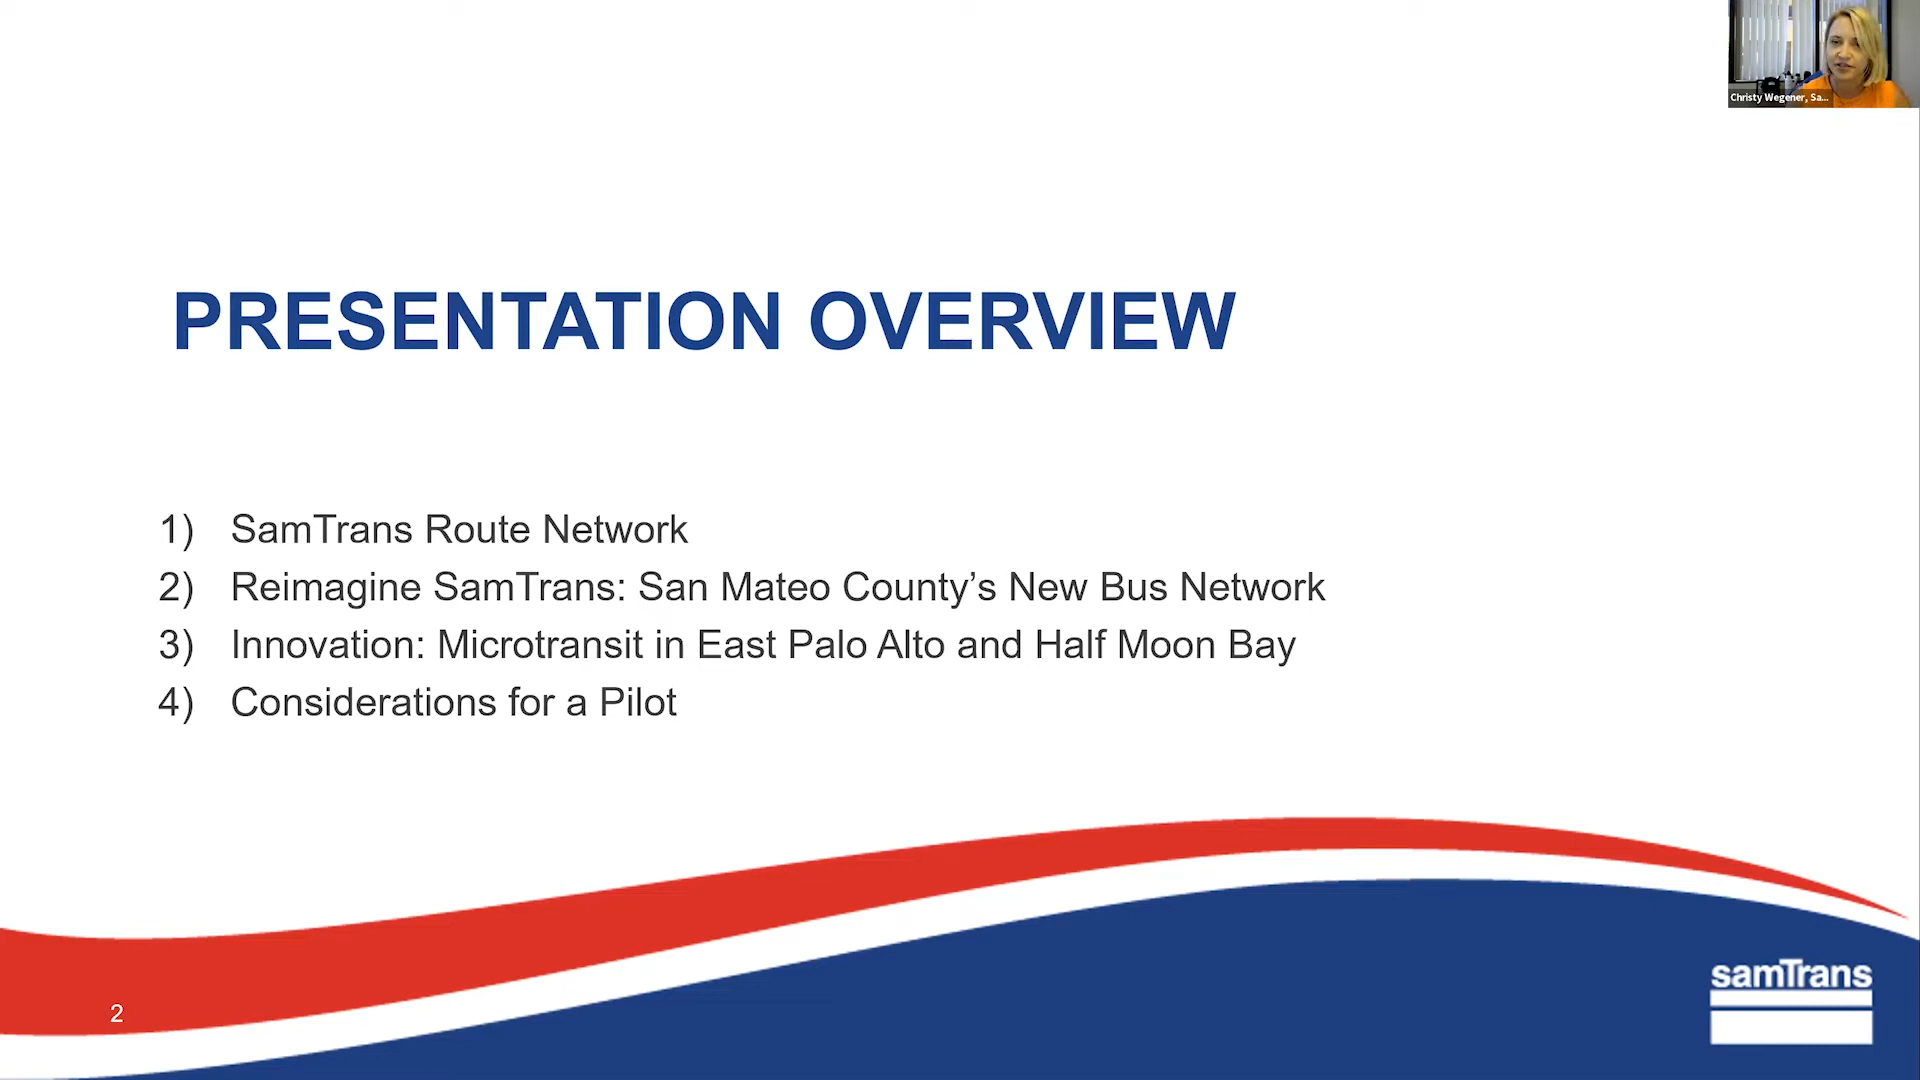 Christy Wegener, Sa...
PRESENTATION OVERVIEW
1) SamTrans Route Network
2) Reimagine SamTrans: San Mateo County’s New Bus Network
3) Innovation: Microtransit in East Palo Alto and Half Moon Bay
4) Considerations for a Pilot
2
samTrans